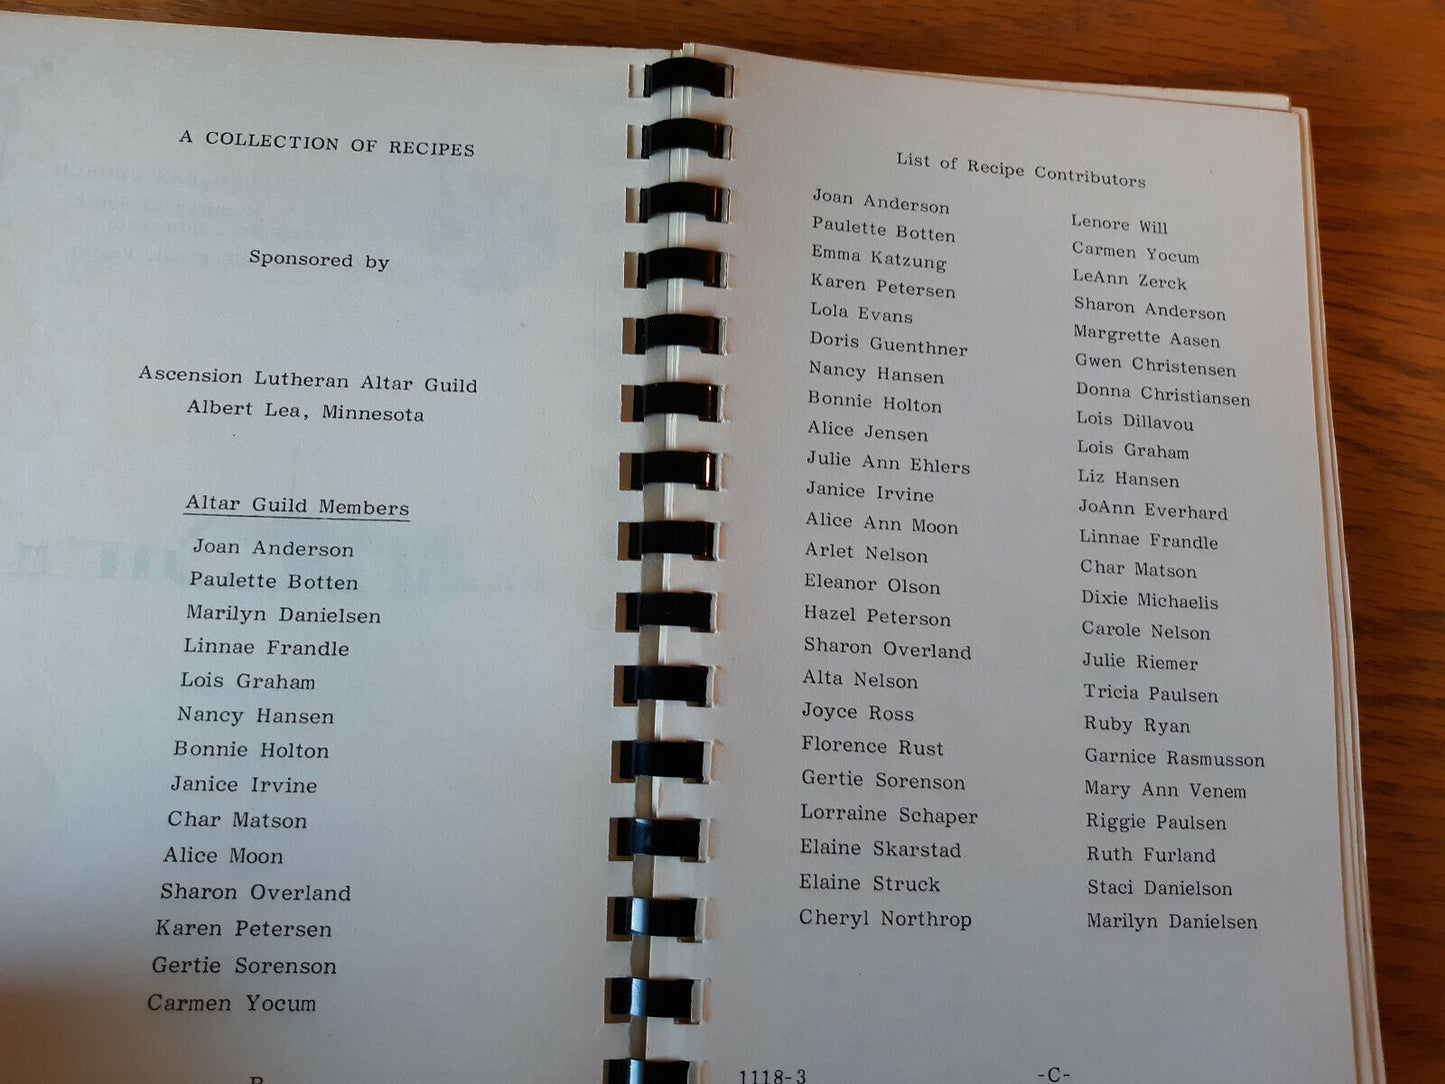 A COLLECTION OF RECIPES
Sponsored by
Ascension Lutheran Altar Guild
Albert Lea, Minnesota
Altar Guild Members
Joan Anderson
Paulette Botten
Marilyn Danielsen
Linnae Frandle
Lois Graham
Nancy Hansen
Bonnie Holton
Janice Irvine
Char Matson
Alice Moon
Sharon Overland
Karen Petersen
Gertie Sorenson
Carmen Yocum
List of Recipe Contributors
Joan Anderson
Paulette Botten
Emma Katzung
Karen Petersen
Lola Evans
Doris Guenthner
Nancy Hansen
Bonnie Holton
Alice Jensen
Julie Ann Ehlers
Janice Irvine
Alice Ann Moon
Arlet Nelson
Eleanor Olson
Hazel Peterson
Sharon Overland
Alta Nelson
Joyce Ross
Florence Rust
Gertie Sorenson
Lorraine Schaper
Elaine Skarstad
Elaine Struck
Cheryl Northrop
Lenore Will
Carmen Yocum
LeAnn Zerck
Sharon Anderson
Margrette Aasen
Gwen Christensen
Donna Christiansen
Lois Dillavou
Lois Graham
Liz Hansen
JoAnn Everhard
Linnae Frandle
Char Matson
Dixie Michaelis
Carole Nelson
Julie Riemer
Tricia Paulsen
Ruby Ryan
Garnice Rasmusson
Mary Ann Venem
Riggie Paulsen
Ruth Furland
Staci Danielson
Marilyn Danielsen
1118-3 -C-